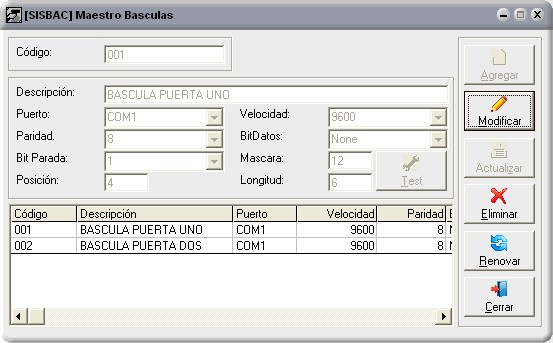 [SISBAC] Maestro Basculas
Código: 001
Agregar
Descripción: BASCULA PUERTA UNO
Puerto: COM1 Velocidad: 9600
Modificar
Paridad. 8 BitDatos: None
Bit Parada: 1 Mascara: 12
Actualizar
Posición: 4 Longitud: 6 Test
Eliminar
Código Descripción Puerto Velocidad Paridad
001 BASCULA PUERTA UNO COM1 9600 8
002 BASCULA PUERTA DOS COM1 9600 8
Renovar
Cerrar